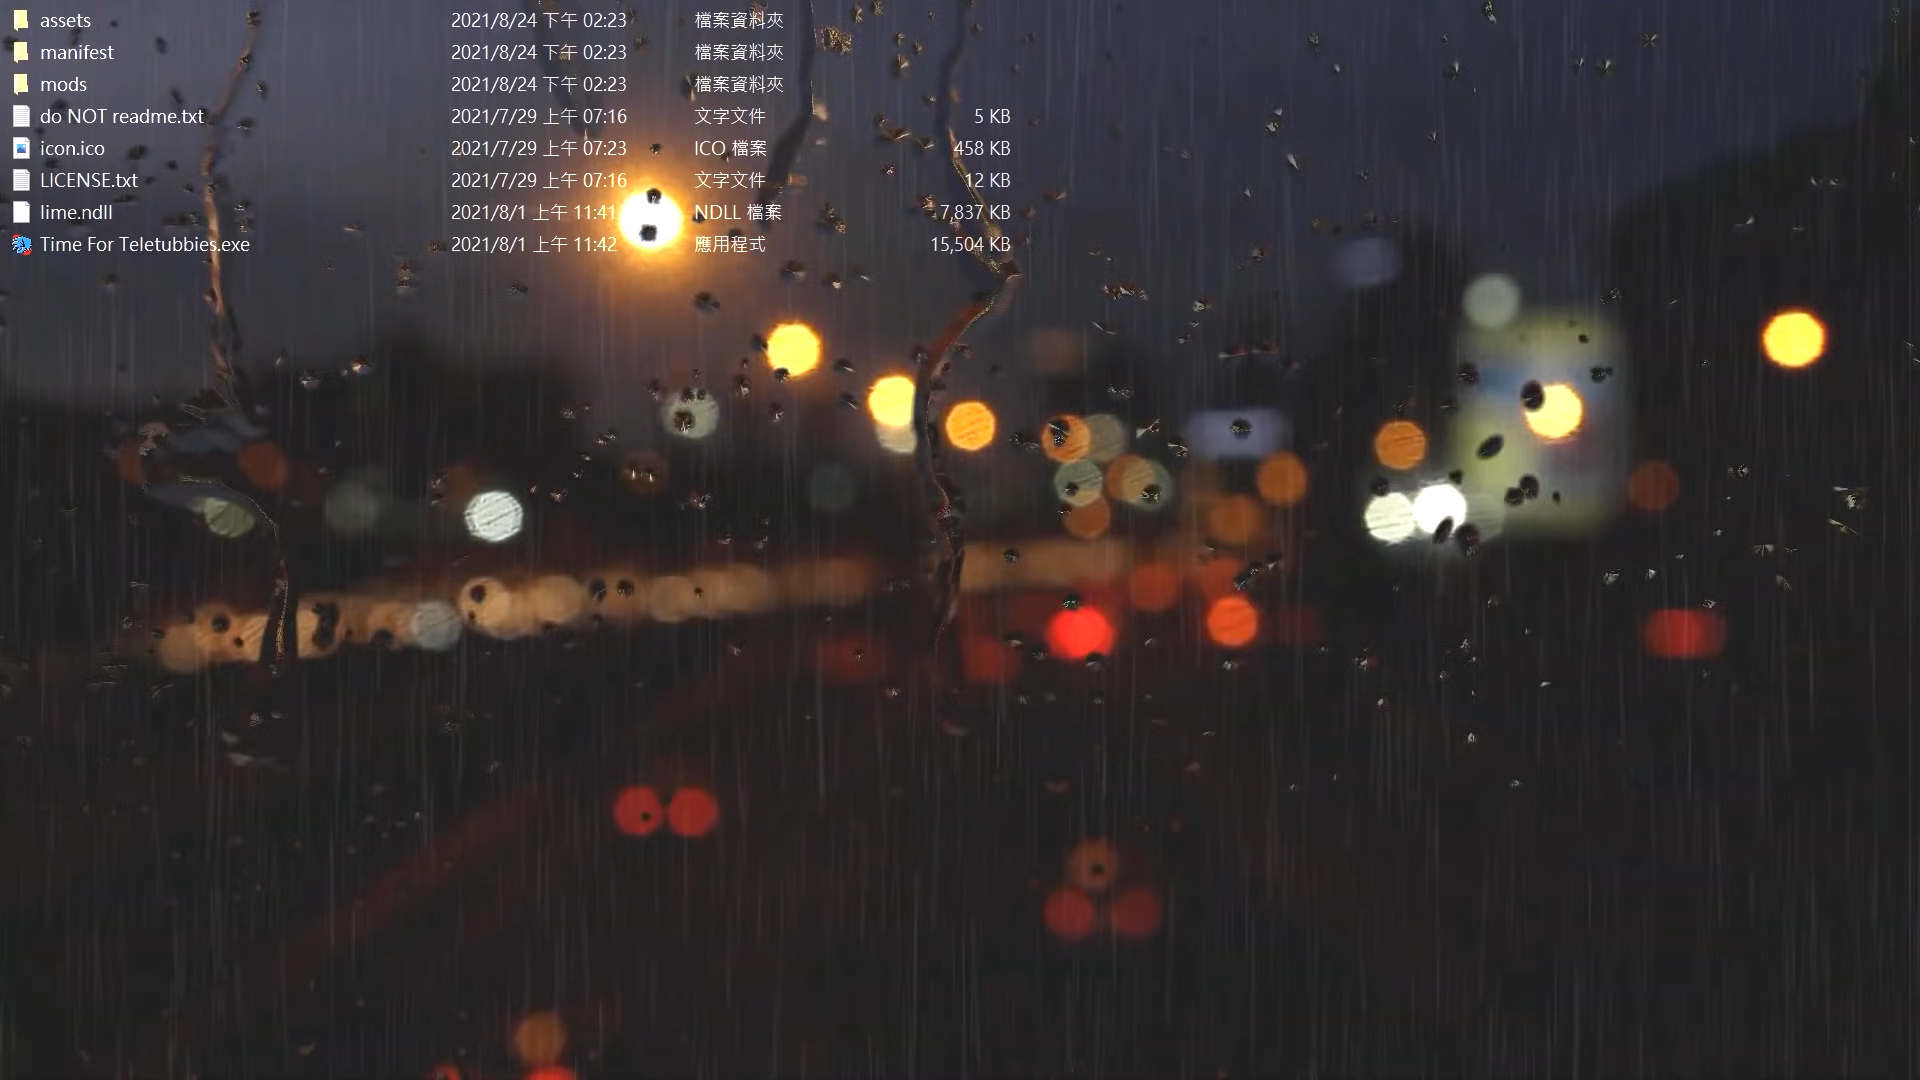 assets 2021/8/24 下午 02:23 檔案資料夾
manifest 2021/8/24 下午 02:23 檔案資料夾
mods 2021/8/24 下午 02:23 檔案資料夾
do NOT readme.txt 2021/7/29 上午 07:16 文字文件 5 KB
icon.ico 2021/7/29 上午 07:23 ICO 檔案 458 KB
LICENSE.txt 2021/7/29 上午 07:16 文字文件 12 KB
lime.ndll 2021/8/1 上午 11:41 NDLL 檔案 7,837 KB
Time For Teletubbies.exe 2021/8/1 上午 11:42 應用程式 15,504 KB